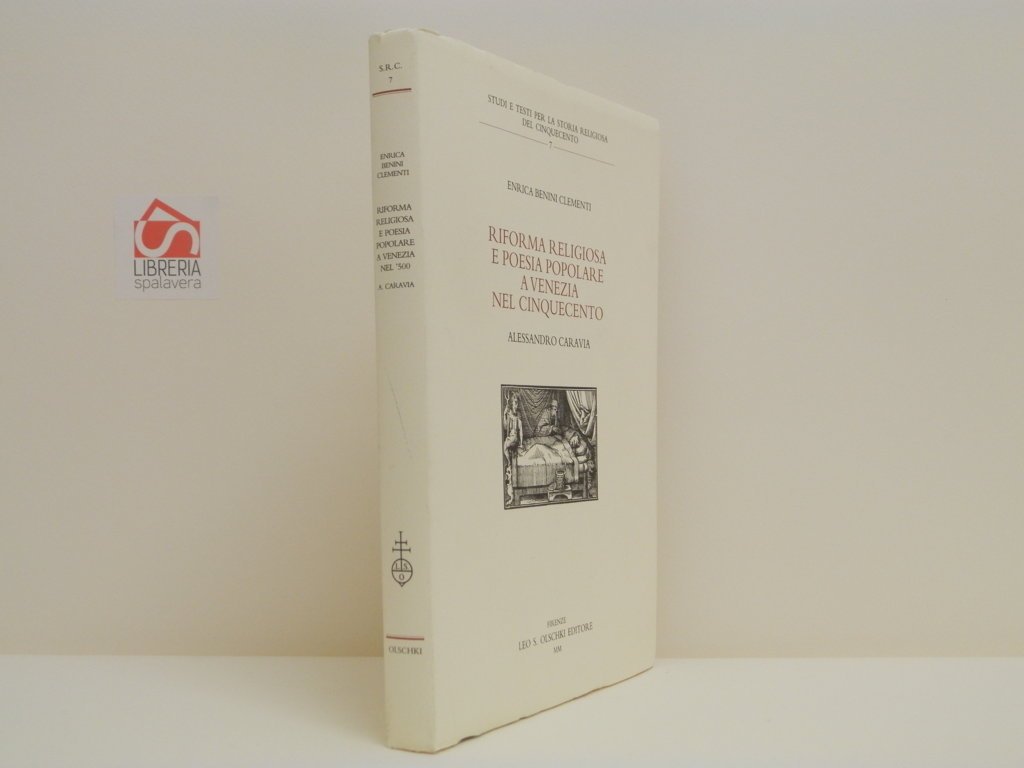 LIBRERIA
spalavera
S.R.C.
7
ENRICA
BENINI
CLEMENTI
RIFORMA
RELIGIOSA
E POESIA
POPOLARE
A VENEZIA
NEL '500
A. CARAVIA
L S
O
OLSCHKI
STUDI E TESTI PER LA STORIA RELIGIOSA
DEL CINQUECENTO
7
ENRICA BENINI CLEMENTI
RIFORMA RELIGIOSA
E POESIA POPOLARE
A VENEZIA
NEL CINQUECENTO
ALESSANDRO CARAVIA
FIRENZE
LEO S. OLSCHKI EDITORE
MM